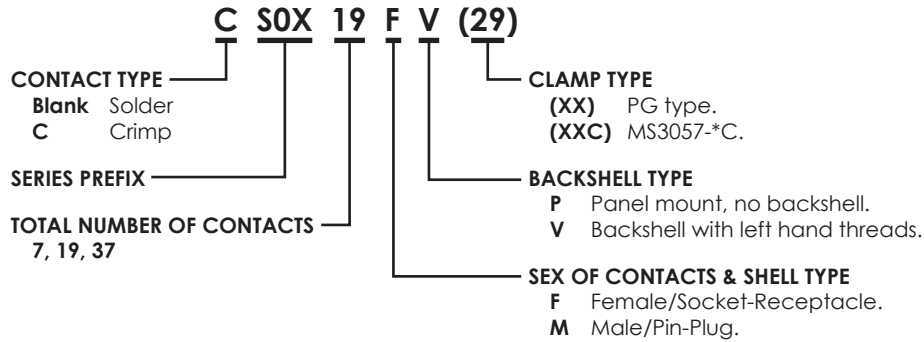 C S0X 19 F V (29)
CONTACT TYPE
Blank Solder
C Crimp
SERIES PREFIX
TOTAL NUMBER OF CONTACTS
7, 19, 37
CLAMP TYPE
(XX) PG type.
(XXC) MS3057-*C.
BACKSHELL TYPE
P Panel mount, no backshell.
V Backshell with left hand threads.
SEX OF CONTACTS & SHELL TYPE
F Female/Socket-Receptacle.
M Male/Pin-Plug.